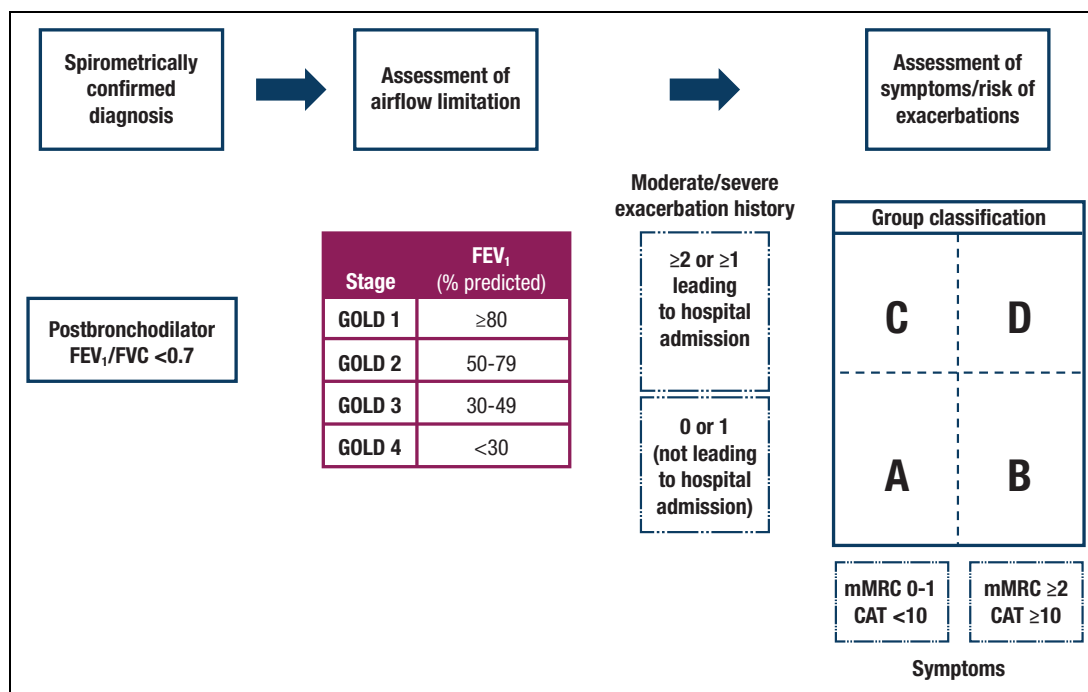 Spirometrically
confirmed
diagnosis
Assessment of
airflow limitation
Assessment of
symptoms/risk of
exacerbations
Moderate/severe
exacerbation history
Group classification
Stage FEV₁
(% predicted)
GOLD 1 ≥80
GOLD 2 50-79
GOLD 3 30-49
GOLD 4 <30
Postbronchodilator
FEV₁/FVC <0.7
≥2 or ≥1
leading
to hospital
admission
0 or 1
(not leading
to hospital
admission)
C D
A B
mMRC 0-1
CAT <10
mMRC ≥2
CAT ≥10
Symptoms